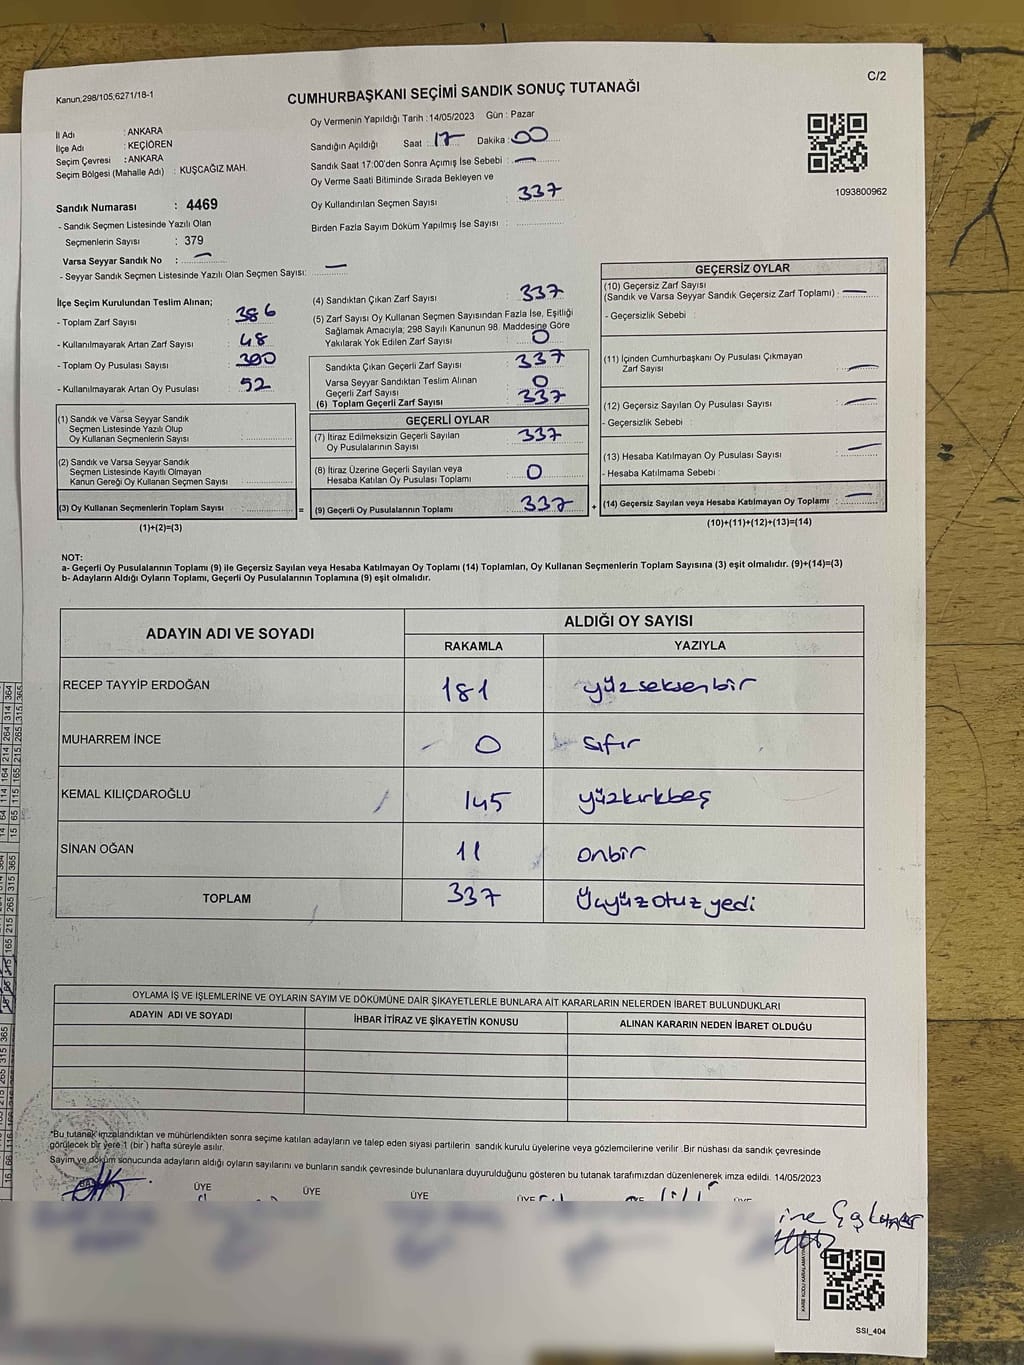 Kanun,298/105,6271/18-1
C/2
CUMHURBAŞKANI SEÇİMİ SANDIK SONUÇ TUTANAĞI
İl Adı : ANKARA
İlçe Adı : KEÇİÖREN
Seçim Çevresi : ANKARA
Seçim Bölgesi (Mahalle Adı) : KUŞCAĞIZ MAH.
Oy Vermenin Yapıldığı Tarih :14/05/2023 Gün : Pazar
Sandığın Açıldığı Saat : 17 Dakika : 00
Sandık Saat 17:00'den Sonra Açımış İse Sebebi : —
Oy Verme Saati Bitiminde Sırada Bekleyen ve
Oy Kullandırılan Seçmen Sayısı : 337
Birden Fazla Sayım Döküm Yapılmış İse Sayısı :
1093800962
Sandık Numarası : 4469
- Sandık Seçmen Listesinde Yazılı Olan
Seçmenlerin Sayısı : 379
Varsa Seyyar Sandık No : —
- Seyyar Sandık Seçmen Listesinde Yazılı Olan Seçmen Sayısı: —
İlçe Seçim Kurulundan Teslim Alınan;
- Toplam Zarf Sayısı : 386
- Kullanılmayarak Artan Zarf Sayısı : 48
- Toplam Oy Pusulası Sayısı : 390
- Kullanılmayarak Artan Oy Pusulası : 52
(1) Sandık ve Varsa Seyyar Sandık
Seçmen Listesinde Yazılı Olup
Oy Kullanan Seçmenlerin Sayısı :
(2) Sandık ve Varsa Seyyar Sandık
Seçmen Listesinde Kayıtlı Olmayan
Kanun Gereği Oy Kullanan Seçmen Sayısı :
(3) Oy Kullanan Seçmenlerin Toplam Sayısı : =
(1)+(2)=(3)
(4) Sandıktan Çıkan Zarf Sayısı : 337
(5) Zarf Sayısı Oy Kullanan Seçmen Sayısından Fazla İse, Eşitliği
Sağlamak Amacıyla; 298 Sayılı Kanunun 98. Maddesine Göre
Yakılarak Yok Edilen Zarf Sayısı : 0
Sandıkta Çıkan Geçerli Zarf Sayısı : 337
Varsa Seyyar Sandıktan Teslim Alınan
Geçerli Zarf Sayısı : 0
(6) Toplam Geçerli Zarf Sayısı : 337
GEÇERLİ OYLAR
(7) İtiraz Edilmeksizin Geçerli Sayılan
Oy Pusulalarının Sayısı : 337
(8) İtiraz Üzerine Geçerli Sayılan veya
Hesaba Katılan Oy Pusulası Toplamı : 0
(9) Geçerli Oy Pusulalarının Toplamı : 337 +
GEÇERSİZ OYLAR
(10) Geçersiz Zarf Sayısı
(Sandık ve Varsa Seyyar Sandık Geçersiz Zarf Toplamı) : —
- Geçersizlik Sebebi :
(11) İçinden Cumhurbaşkanı Oy Pusulası Çıkmayan
Zarf Sayısı : —
(12) Geçersiz Sayılan Oy Pusulası Sayısı : —
- Geçersizlik Sebebi :
(13) Hesaba Katılmayan Oy Pusulası Sayısı : —
- Hesaba Katılmama Sebebi :
(14) Geçersiz Sayılan veya Hesaba Katılmayan Oy Toplamı : —
(10)+(11)+(12)+(13)=(14)
NOT:
a- Geçerli Oy Pusulalarının Toplamı (9) ile Geçersiz Sayılan veya Hesaba Katılmayan Oy Toplamı (14) Toplamları, Oy Kullanan Seçmenlerin Toplam Sayısına (3) eşit olmalıdır. (9)+(14)=(3)
b- Adayların Aldığı Oyların Toplamı, Geçerli Oy Pusulalarının Toplamına (9) eşit olmalıdır.
ADAYIN ADI VE SOYADI ALDIĞI OY SAYISI
RAKAMLA YAZIYLA
RECEP TAYYİP ERDOĞAN 181 yüzseksenbir
MUHARREM İNCE 0 sıfır
KEMAL KILIÇDAROĞLU 145 yüzkırkbeş
SİNAN OĞAN 11 onbir
TOPLAM 337 Üçyüzotuzyedi
OYLAMA İŞ VE İŞLEMLERİNE VE OYLARIN SAYIM VE DÖKÜMÜNE DAİR ŞİKAYETLERLE BUNLARA AİT KARARLARIN NELERDEN İBARET BULUNDUKLARI
ADAYIN ADI VE SOYADI İHBAR İTİRAZ VE ŞİKAYETİN KONUSU ALINAN KARARIN NEDEN İBARET OLDUĞU
*Bu tutanak imzalandıktan ve mühürlendikten sonra seçime katılan adayların ve talep eden siyasi partilerin sandık kurulu üyelerine veya gözlemcilerine verilir. Bir nüshası da sandık çevresinde
görülecek bir yere 1 (bir) hafta süreyle asılır.
Sayım ve döküm sonucunda adayların aldığı oyların sayılarını ve bunların sandık çevresinde bulunanlara duyurulduğunu gösteren bu tutanak tarafımızdan düzenlenerek imza edildi. 14/05/2023
ÜYE ÜYE ÜYE ÜYE
SSI_404